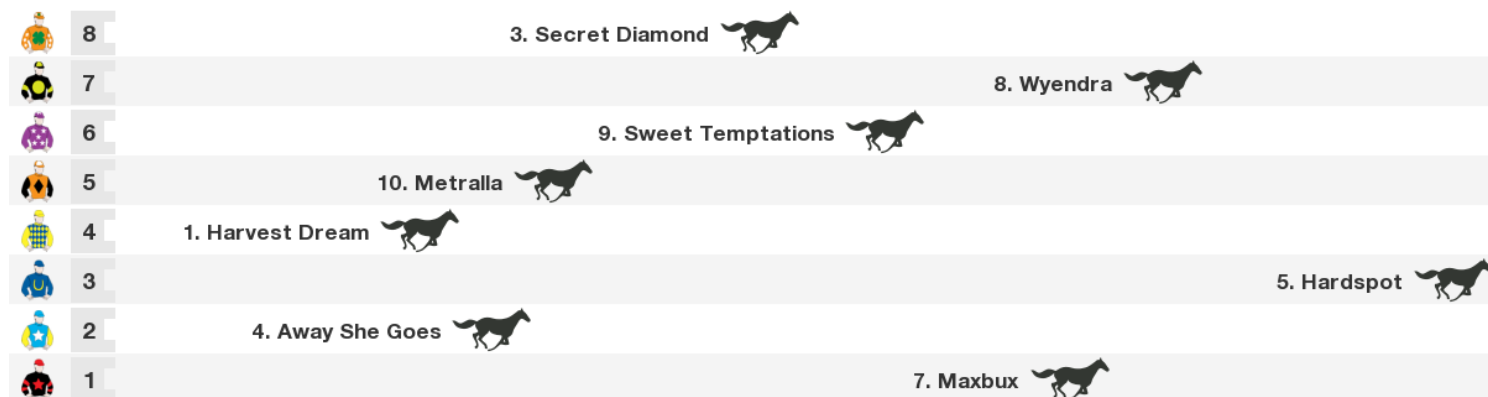 8 3. Secret Diamond
7 8. Wyendra
6 9. Sweet Temptations
5 10. Metralla
4 1. Harvest Dream
3 5. Hardspot
2 4. Away She Goes
1 7. Maxbux